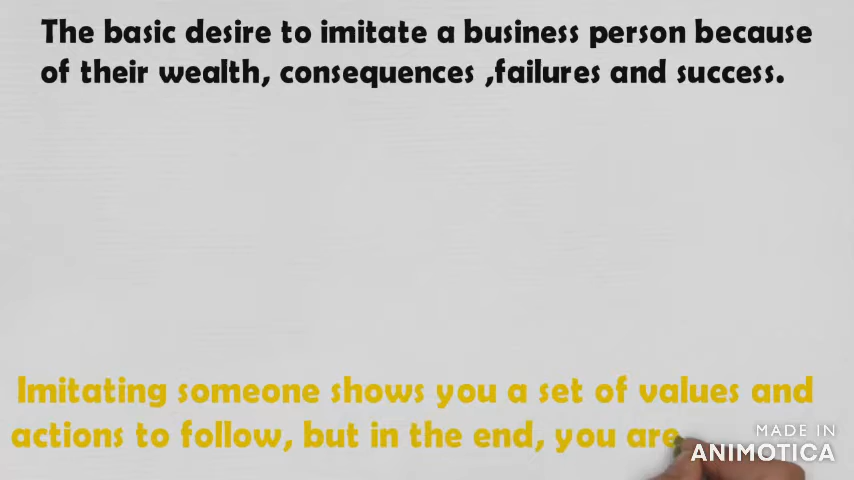 The basic desire to imitate a business person because
of their wealth, consequences ,failures and success.
Imitating someone shows you a set of values and
actions to follow, but in the end, you are
MADE IN
ANIMOTICA